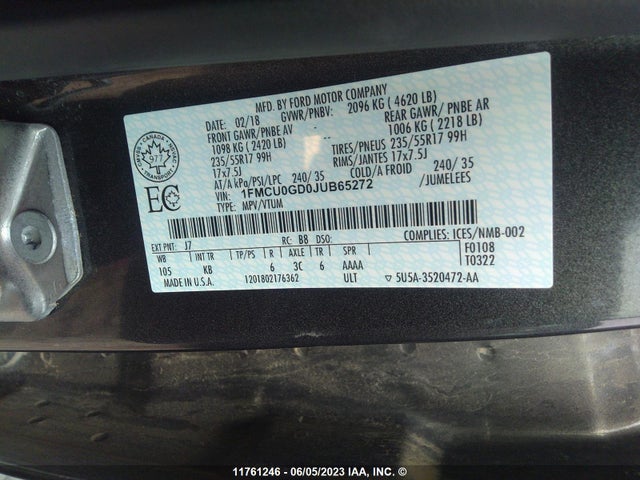 MFD. BY FORD MOTOR COMPANY
DATE: 02/18 GVWR/PNBV: 2096 KG ( 4620 LB)
FRONT GAWR/PNBE AV REAR GAWR/ PNBE AR
1098 KG ( 2420 LB) 1006 KG ( 2218 LB)
235/55R17 99H TIRES/PNEUS 235/55R17 99H
17x7.5J RIMS/JANTES 17x7.5J
AT/A kPa/PSI/LPC 240/ 35 COLD/A FROID 240/ 35
VIN: 1FMCU0GD0JUB65272 /JUMELEES
TYPE: MPV/VTUM
CANADA
977
EC
COMPLIES: ICES/NMB-002
EXT PNT: J7 RC: B8 DSO: F0108
WB INT TR TP/PS R AXLE TR SPR T0322
105 KB 6 3C 6 AAAA
MADE IN U.S.A. 1201802176362 ULT 5U5A-3520472-AA
11761246 - 06/05/2023 IAA, INC. ©